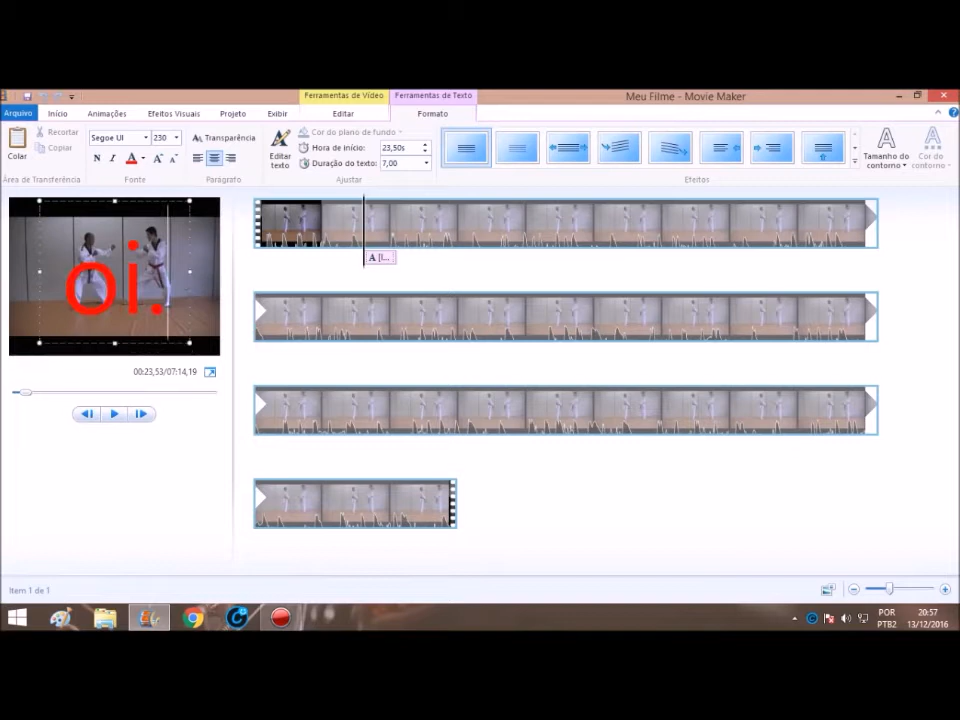 Ferramentas de Vídeo Ferramentas de Texto Meu Filme - Movie Maker
Arquivo Início Animações Efeitos Visuais Projeto Exibir Editar Formato
Colar
Recortar
Copiar
Área de Transferência
Segoe UI 230
N I A A A
Fonte
Transparência
Parágrafo
Editar texto
Cor do plano de fundo
Hora de início: 23,50s
Duração do texto: 7,00
Ajustar
Efeitos
Tamanho do contorno
Cor do contorno
oi.
A [I...
00:23,53/07:14,19
Item 1 de 1
POR
PTB2
20:57
13/12/2016